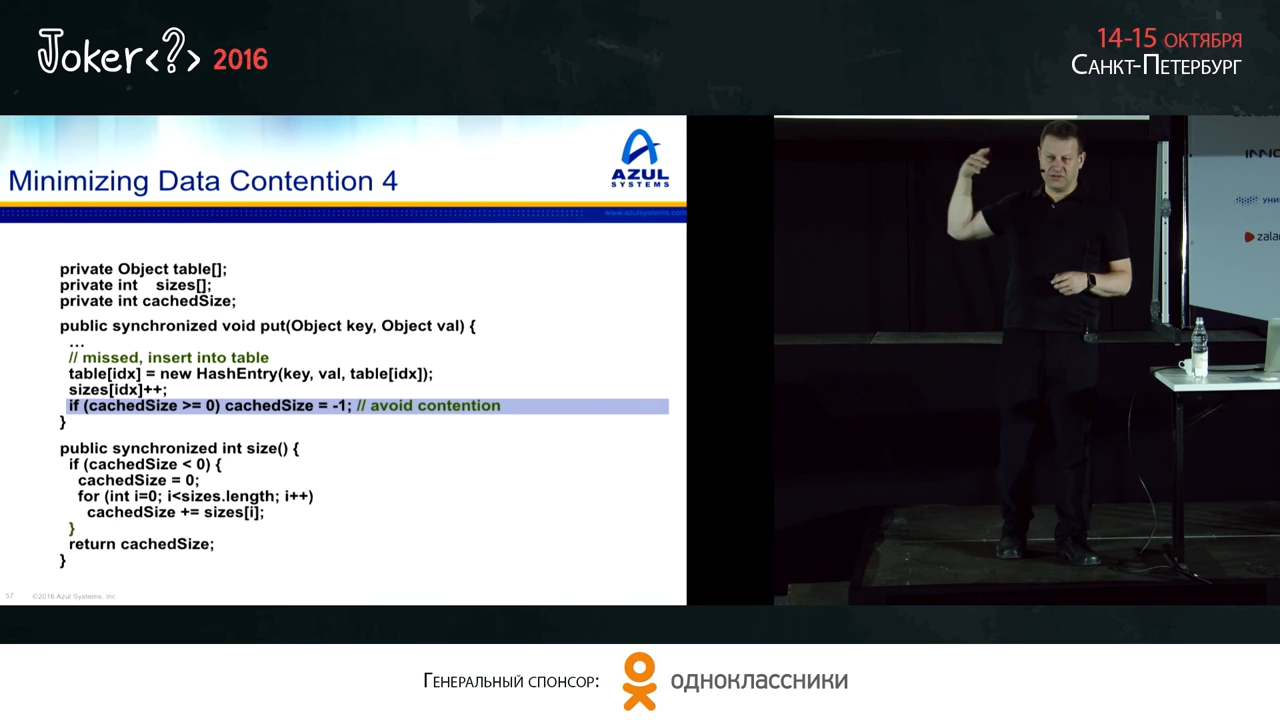 Joker<?> 2016
14-15 октября
Санкт-Петербург
Minimizing Data Contention 4
AZUL
SYSTEMS
www.azulsystems.com
private Object table[];
private int sizes[];
private int cachedSize;
public synchronized void put(Object key, Object val) {
…
// missed, insert into table
table[idx] = new HashEntry(key, val, table[idx]);
sizes[idx]++;
if (cachedSize >= 0) cachedSize = -1; // avoid contention
}
public synchronized int size() {
if (cachedSize < 0) {
cachedSize = 0;
for (int i=0; i<sizes.length; i++)
cachedSize += sizes[i];
}
return cachedSize;
}
57 ©2016 Azul Systems, Inc
Генеральный спонсор:
одноклассники